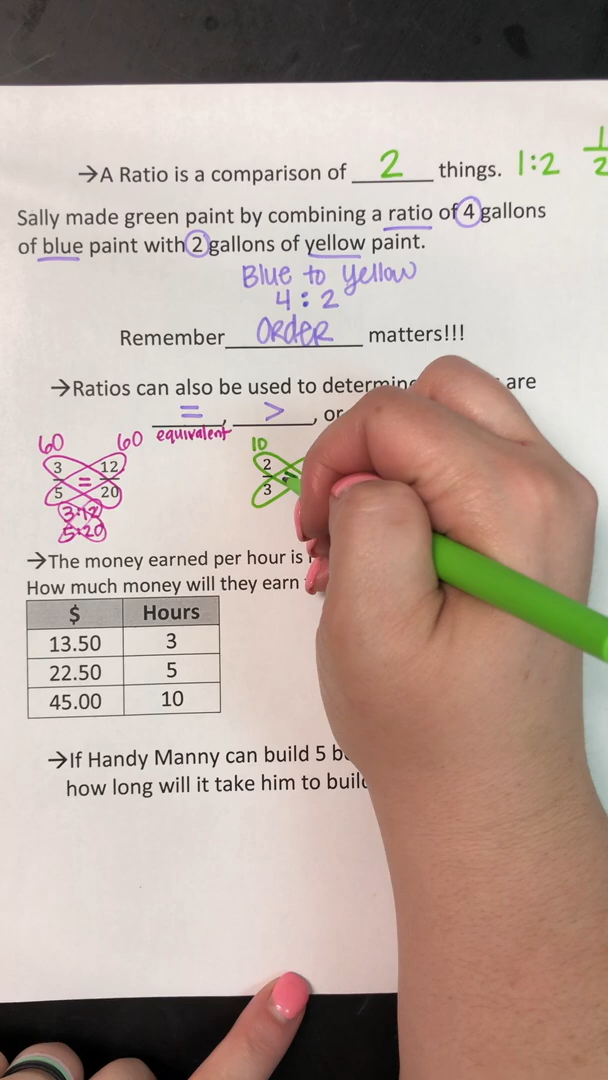 →A Ratio is a comparison of 2 things. 1:2 1/2
Sally made green paint by combining a ratio of 4 gallons
of blue paint with 2 gallons of yellow paint.
Blue to yellow
4 : 2
Remember order matters!!!
→Ratios can also be used to are
=, >, or
equivalent
60 60
3/5 = 12/20
3:12
5:20
10
2/3
→The money earned per hour is
How much money will they earn
$ Hours
13.50 3
22.50 5
45.00 10
→If Handy Manny can build 5
how long will it take him to